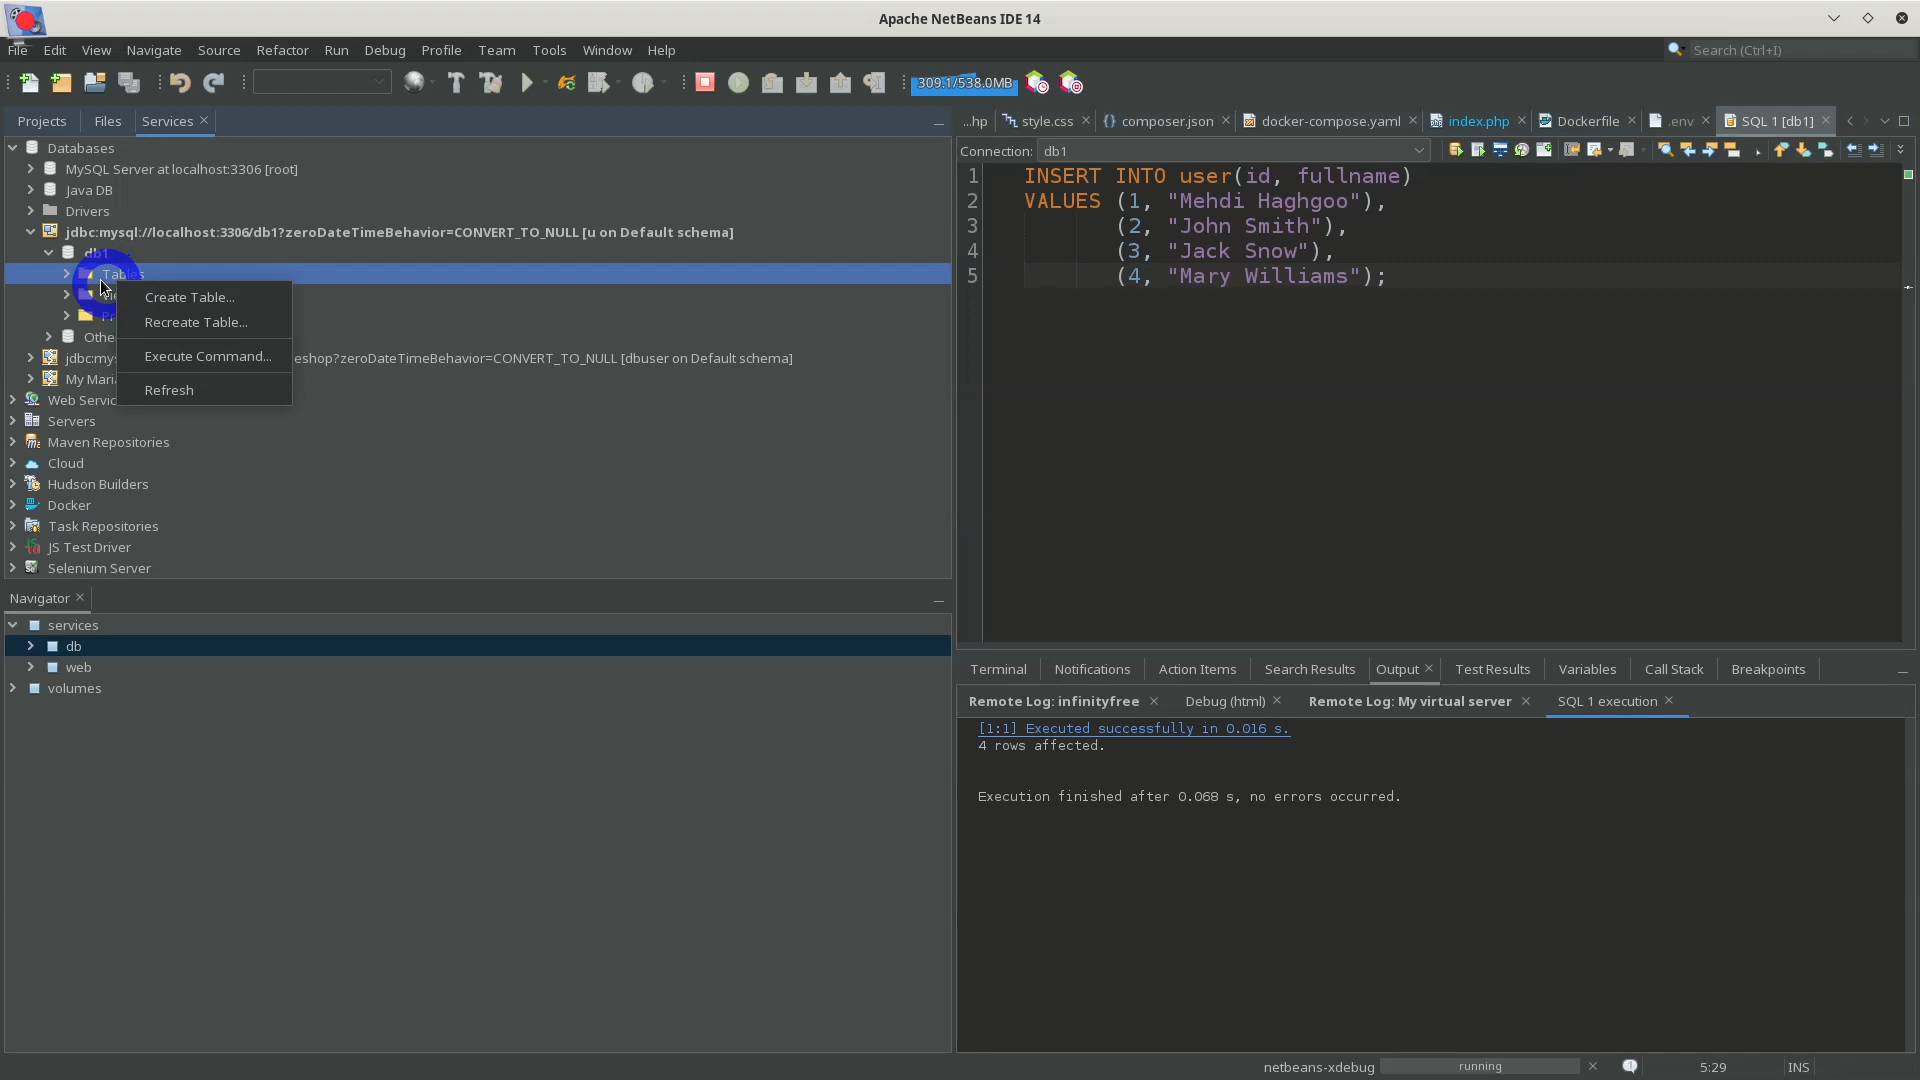 Apache NetBeans IDE 14
File Edit View Navigate Source Refactor Run Debug Profile Team Tools Window Help
Search (Ctrl+I)
309.1/538.0MB
Projects Files Services
Databases
MySQL Server at localhost:3306 [root]
Java DB
Drivers
jdbc:mysql://localhost:3306/db1?zeroDateTimeBehavior=CONVERT_TO_NULL [u on Default schema]
db1
Tables
Create Table...
Recreate Table...
Execute Command...
Refresh
Othe
jdbc:my eshop?zeroDateTimeBehavior=CONVERT_TO_NULL [dbuser on Default schema]
My Mari
Web Servic
Servers
Maven Repositories
Cloud
Hudson Builders
Docker
Task Repositories
JS Test Driver
Selenium Server
Navigator
services
db
web
volumes
...hp style.css composer.json docker-compose.yaml index.php Dockerfile .env SQL 1 [db1]
Connection: db1
1 INSERT INTO user(id, fullname)
2 VALUES (1, "Mehdi Haghgoo"),
3 (2, "John Smith"),
4 (3, "Jack Snow"),
5 (4, "Mary Williams");
Terminal Notifications Action Items Search Results Output Test Results Variables Call Stack Breakpoints
Remote Log: infinityfree Debug (html) Remote Log: My virtual server SQL 1 execution
[1:1] Executed successfully in 0.016 s.
4 rows affected.
Execution finished after 0.068 s, no errors occurred.
netbeans-xdebug running 5:29 INS